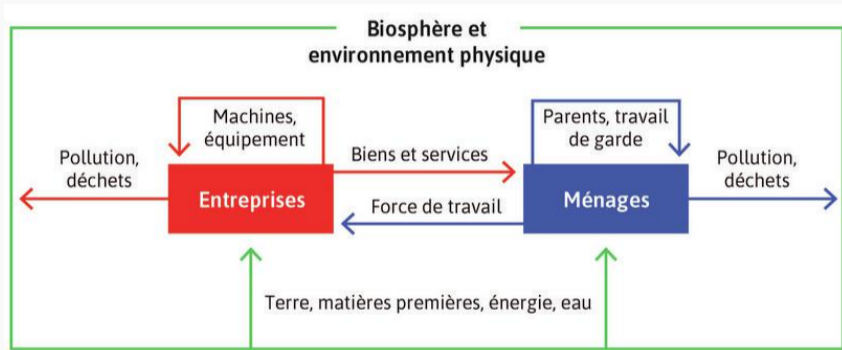 Biosphère et
environnement physique
Machines,
équipement
Parents, travail
de garde
Pollution,
déchets
Biens et services
Pollution,
déchets
Entreprises
Force de travail
Ménages
Terre, matières premières, énergie, eau